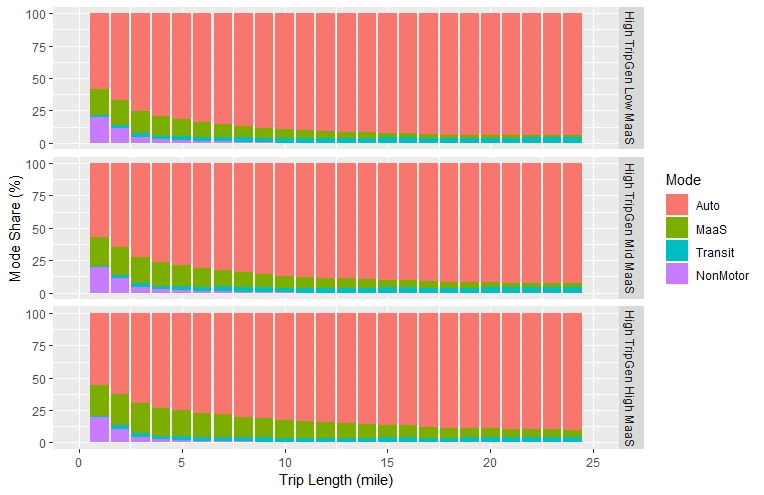 100
75
50
25
0
High TripGen Low MaaS
100
75
50
25
0
High TripGen Mid MaaS
100
75
50
25
0
High TripGen High MaaS
Mode Share (%)
0 5 10 15 20 25
Trip Length (mile)
Mode
Auto
MaaS
Transit
NonMotor